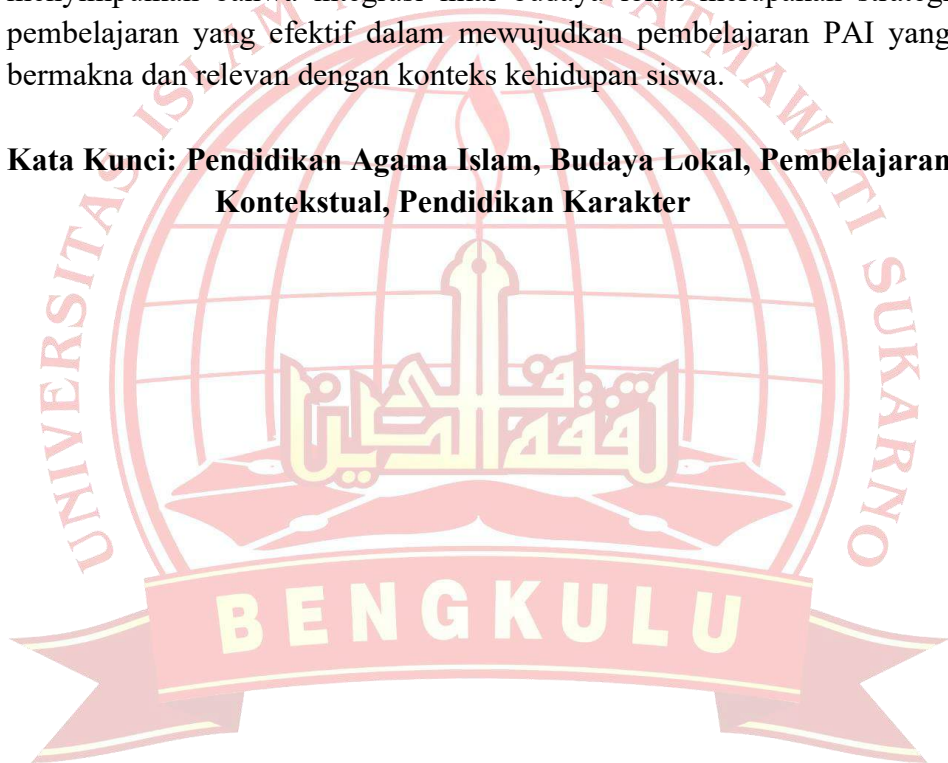 menyimpulkan bahwa integrasi nilai budaya lokal merupakan strategi
pembelajaran yang efektif dalam mewujudkan pembelajaran PAI yang
bermakna dan relevan dengan konteks kehidupan siswa.
Kata Kunci: Pendidikan Agama Islam, Budaya Lokal, Pembelajaran
Kontekstual, Pendidikan Karakter
UNIVERSITAS ISLAM
ATMAWATI SUKARNO
BENGKULU